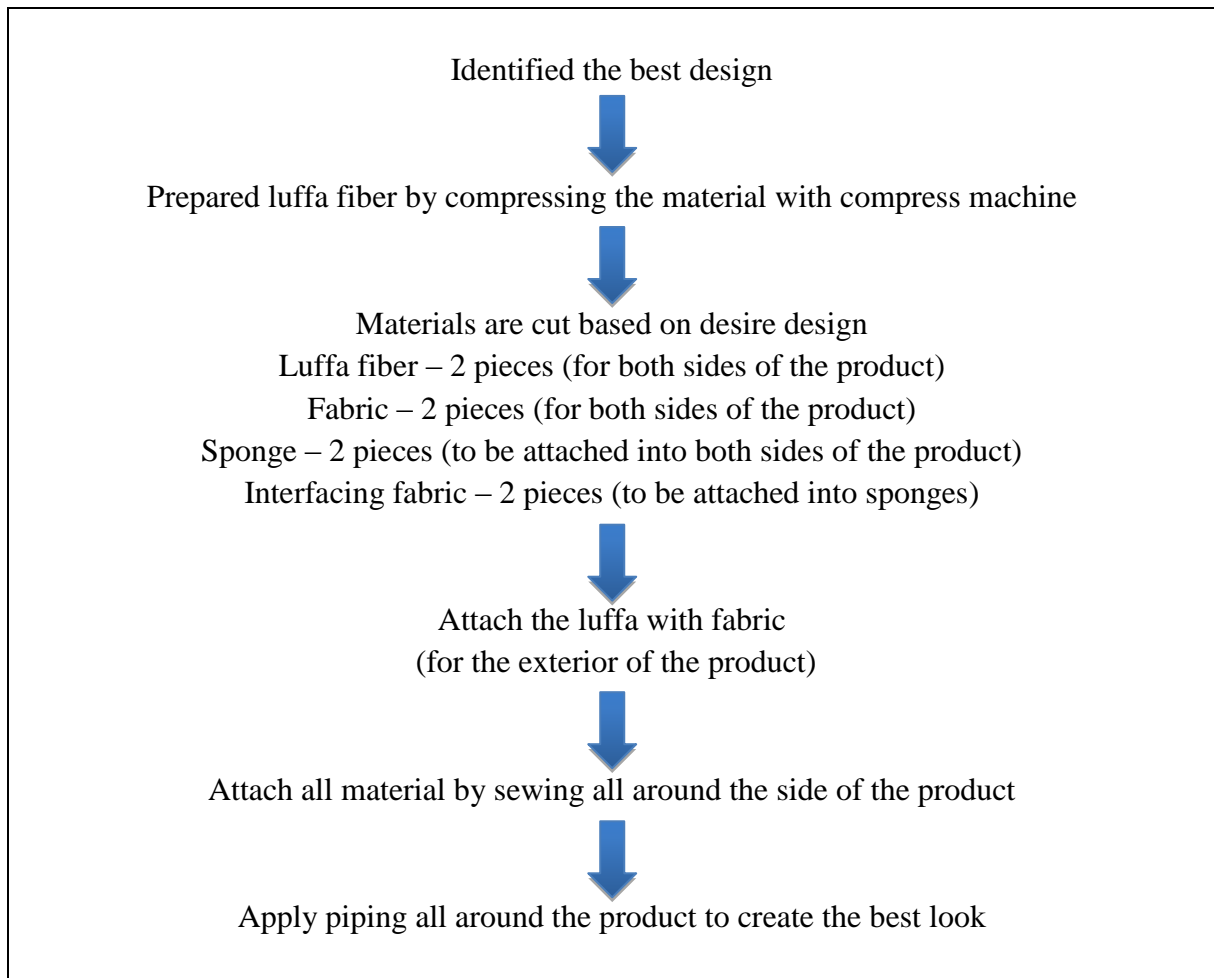 Identified the best design
Prepared luffa fiber by compressing the material with compress machine
Materials are cut based on desire design
Luffa fiber – 2 pieces (for both sides of the product)
Fabric – 2 pieces (for both sides of the product)
Sponge – 2 pieces (to be attached into both sides of the product)
Interfacing fabric – 2 pieces (to be attached into sponges)
Attach the luffa with fabric
(for the exterior of the product)
Attach all material by sewing all around the side of the product
Apply piping all around the product to create the best look